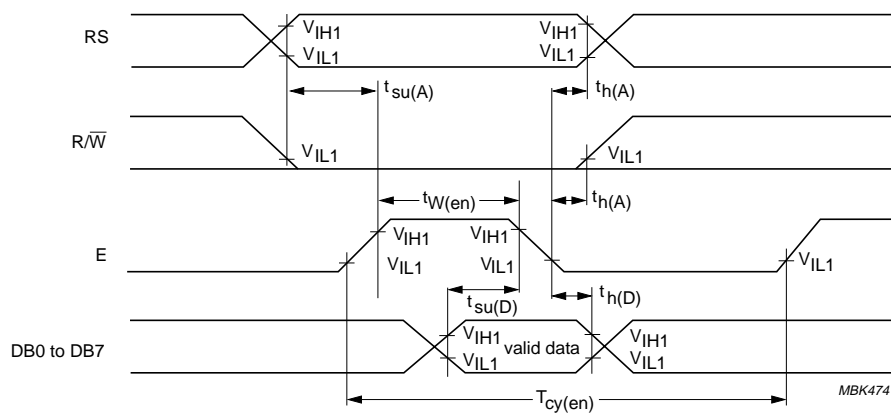 RS
VIH1
VIH1
VIL1
VIL1
tsu(A)
th(A)
R/W̅
VIL1
VIL1
tW(en)
th(A)
E
VIH1
VIH1
VIL1
VIL1
VIL1
tsu(D)
th(D)
DB0 to DB7
VIH1
valid data
VIH1
VIL1
VIL1
MBK474
Tcy(en)